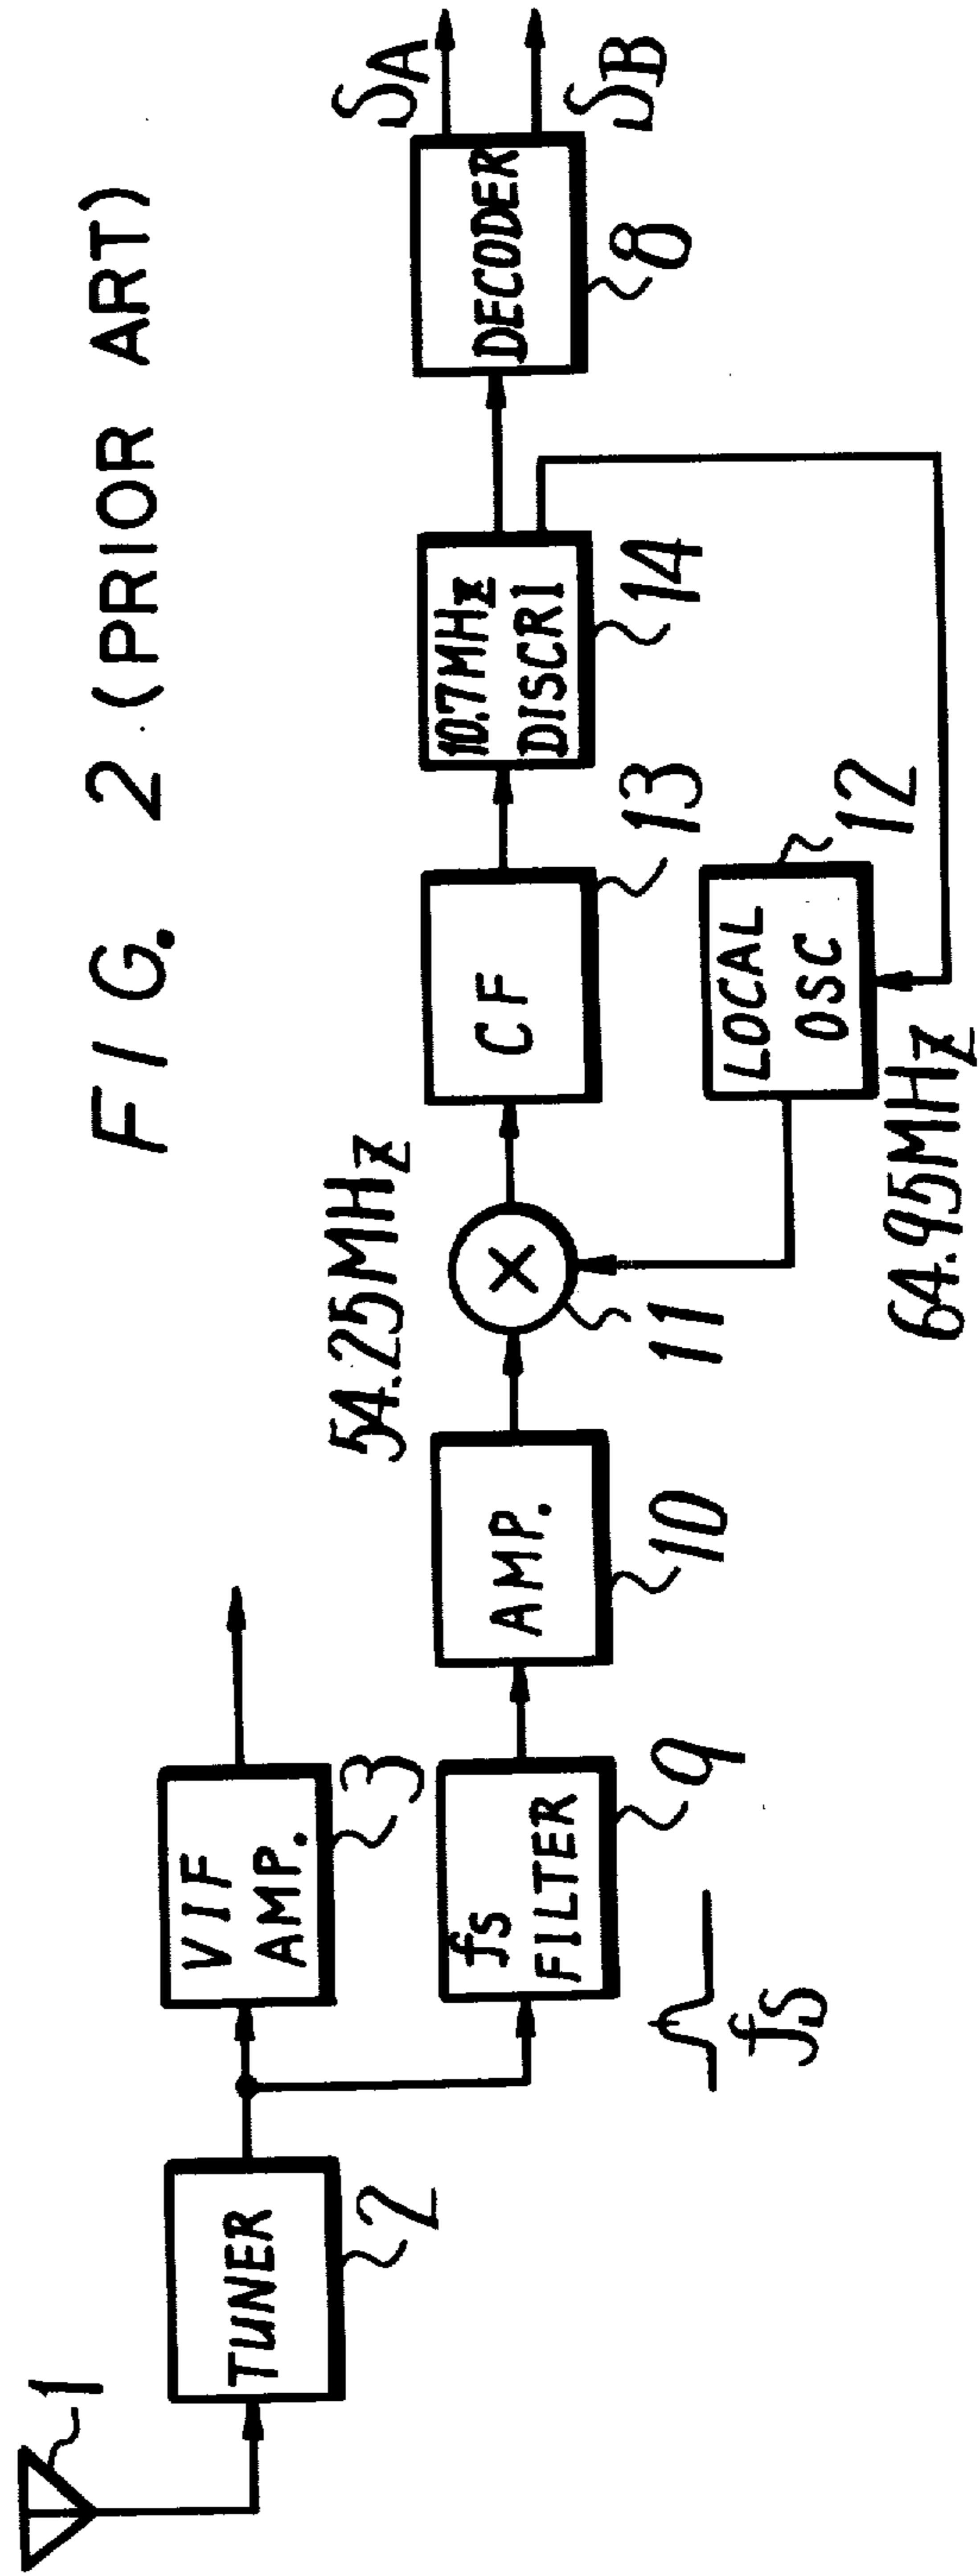 FIG. 2 (PRIOR ART)
1
TUNER
2
VIF
AMP.
3
fS
FILTER
9
fS
AMP.
10
54.25MHz
11
CF
13
LOCAL
OSC
12
64.95MHz
10.7MHz
DISCRI
14
DECODER
8
SA
SB